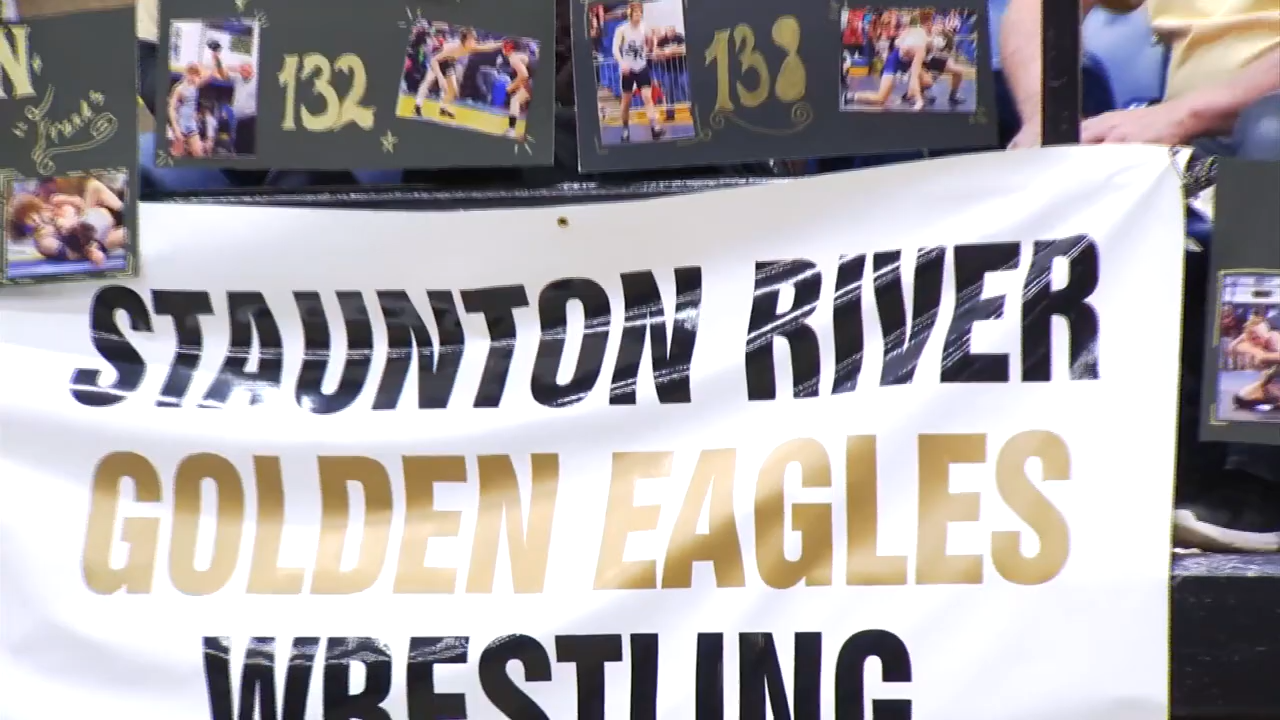 132
138
STAUNTON RIVER
GOLDEN EAGLES
WRESTLING